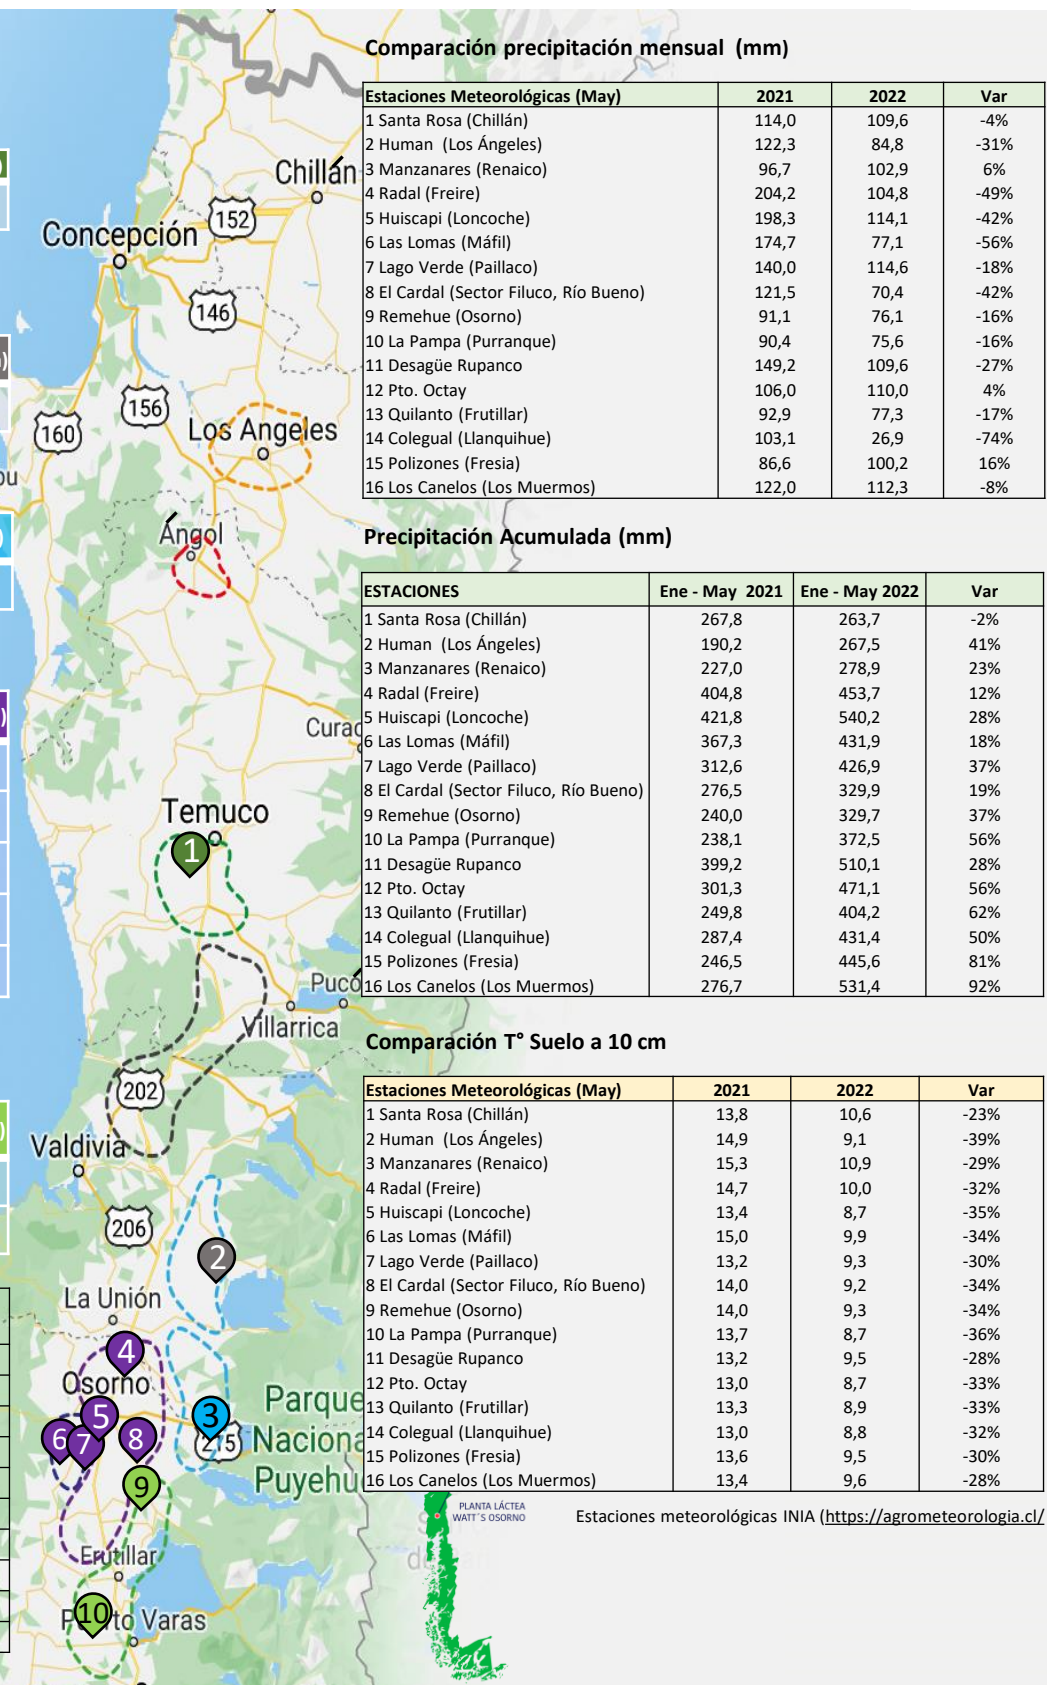 Comparación precipitación mensual (mm)
Estaciones Meteorológicas (May) 2021 2022 Var
1 Santa Rosa (Chillán) 114,0 109,6 -4%
2 Human (Los Ángeles) 122,3 84,8 -31%
3 Manzanares (Renaico) 96,7 102,9 6%
4 Radal (Freire) 204,2 104,8 -49%
5 Huiscapi (Loncoche) 198,3 114,1 -42%
6 Las Lomas (Máfil) 174,7 77,1 -56%
7 Lago Verde (Paillaco) 140,0 114,6 -18%
8 El Cardal (Sector Filuco, Río Bueno) 121,5 70,4 -42%
9 Remehue (Osorno) 91,1 76,1 -16%
10 La Pampa (Purranque) 90,4 75,6 -16%
11 Desagüe Rupanco 149,2 109,6 -27%
12 Pto. Octay 106,0 110,0 4%
13 Quilanto (Frutillar) 92,9 77,3 -17%
14 Colegual (Llanquihue) 103,1 26,9 -74%
15 Polizones (Fresia) 86,6 100,2 16%
16 Los Canelos (Los Muermos) 122,0 112,3 -8%
Precipitación Acumulada (mm)
ESTACIONES Ene - May 2021 Ene - May 2022 Var
1 Santa Rosa (Chillán) 267,8 263,7 -2%
2 Human (Los Ángeles) 190,2 267,5 41%
3 Manzanares (Renaico) 227,0 278,9 23%
4 Radal (Freire) 404,8 453,7 12%
5 Huiscapi (Loncoche) 421,8 540,2 28%
6 Las Lomas (Máfil) 367,3 431,9 18%
7 Lago Verde (Paillaco) 312,6 426,9 37%
8 El Cardal (Sector Filuco, Río Bueno) 276,5 329,9 19%
9 Remehue (Osorno) 240,0 329,7 37%
10 La Pampa (Purranque) 238,1 372,5 56%
11 Desagüe Rupanco 399,2 510,1 28%
12 Pto. Octay 301,3 471,1 56%
13 Quilanto (Frutillar) 249,8 404,2 62%
14 Colegual (Llanquihue) 287,4 431,4 50%
15 Polizones (Fresia) 246,5 445,6 81%
16 Los Canelos (Los Muermos) 276,7 531,4 92%
Comparación T° Suelo a 10 cm
Estaciones Meteorológicas (May) 2021 2022 Var
1 Santa Rosa (Chillán) 13,8 10,6 -23%
2 Human (Los Ángeles) 14,9 9,1 -39%
3 Manzanares (Renaico) 15,3 10,9 -29%
4 Radal (Freire) 14,7 10,0 -32%
5 Huiscapi (Loncoche) 13,4 8,7 -35%
6 Las Lomas (Máfil) 15,0 9,9 -34%
7 Lago Verde (Paillaco) 13,2 9,3 -30%
8 El Cardal (Sector Filuco, Río Bueno) 14,0 9,2 -34%
9 Remehue (Osorno) 14,0 9,3 -34%
10 La Pampa (Purranque) 13,7 8,7 -36%
11 Desagüe Rupanco 13,2 9,5 -28%
12 Pto. Octay 13,0 8,7 -33%
13 Quilanto (Frutillar) 13,3 8,9 -33%
14 Colegual (Llanquihue) 13,0 8,8 -32%
15 Polizones (Fresia) 13,6 9,5 -30%
16 Los Canelos (Los Muermos) 13,4 9,6 -28%
Estaciones meteorológicas INIA (https://agrometeorologia.cl/
PLANTA LÁCTEA
WATT´S OSORNO
Chillán
152
Concepción
146
156
160
Los Angeles
Ángol
Curac
Temuco
1
Pucó
Villarrica
202
Valdivia
206
2
La Unión
4
Osorno
5
3
6
7
8
275
Parque
Naciona
Puyehu
9
Frutillar
10
Varas